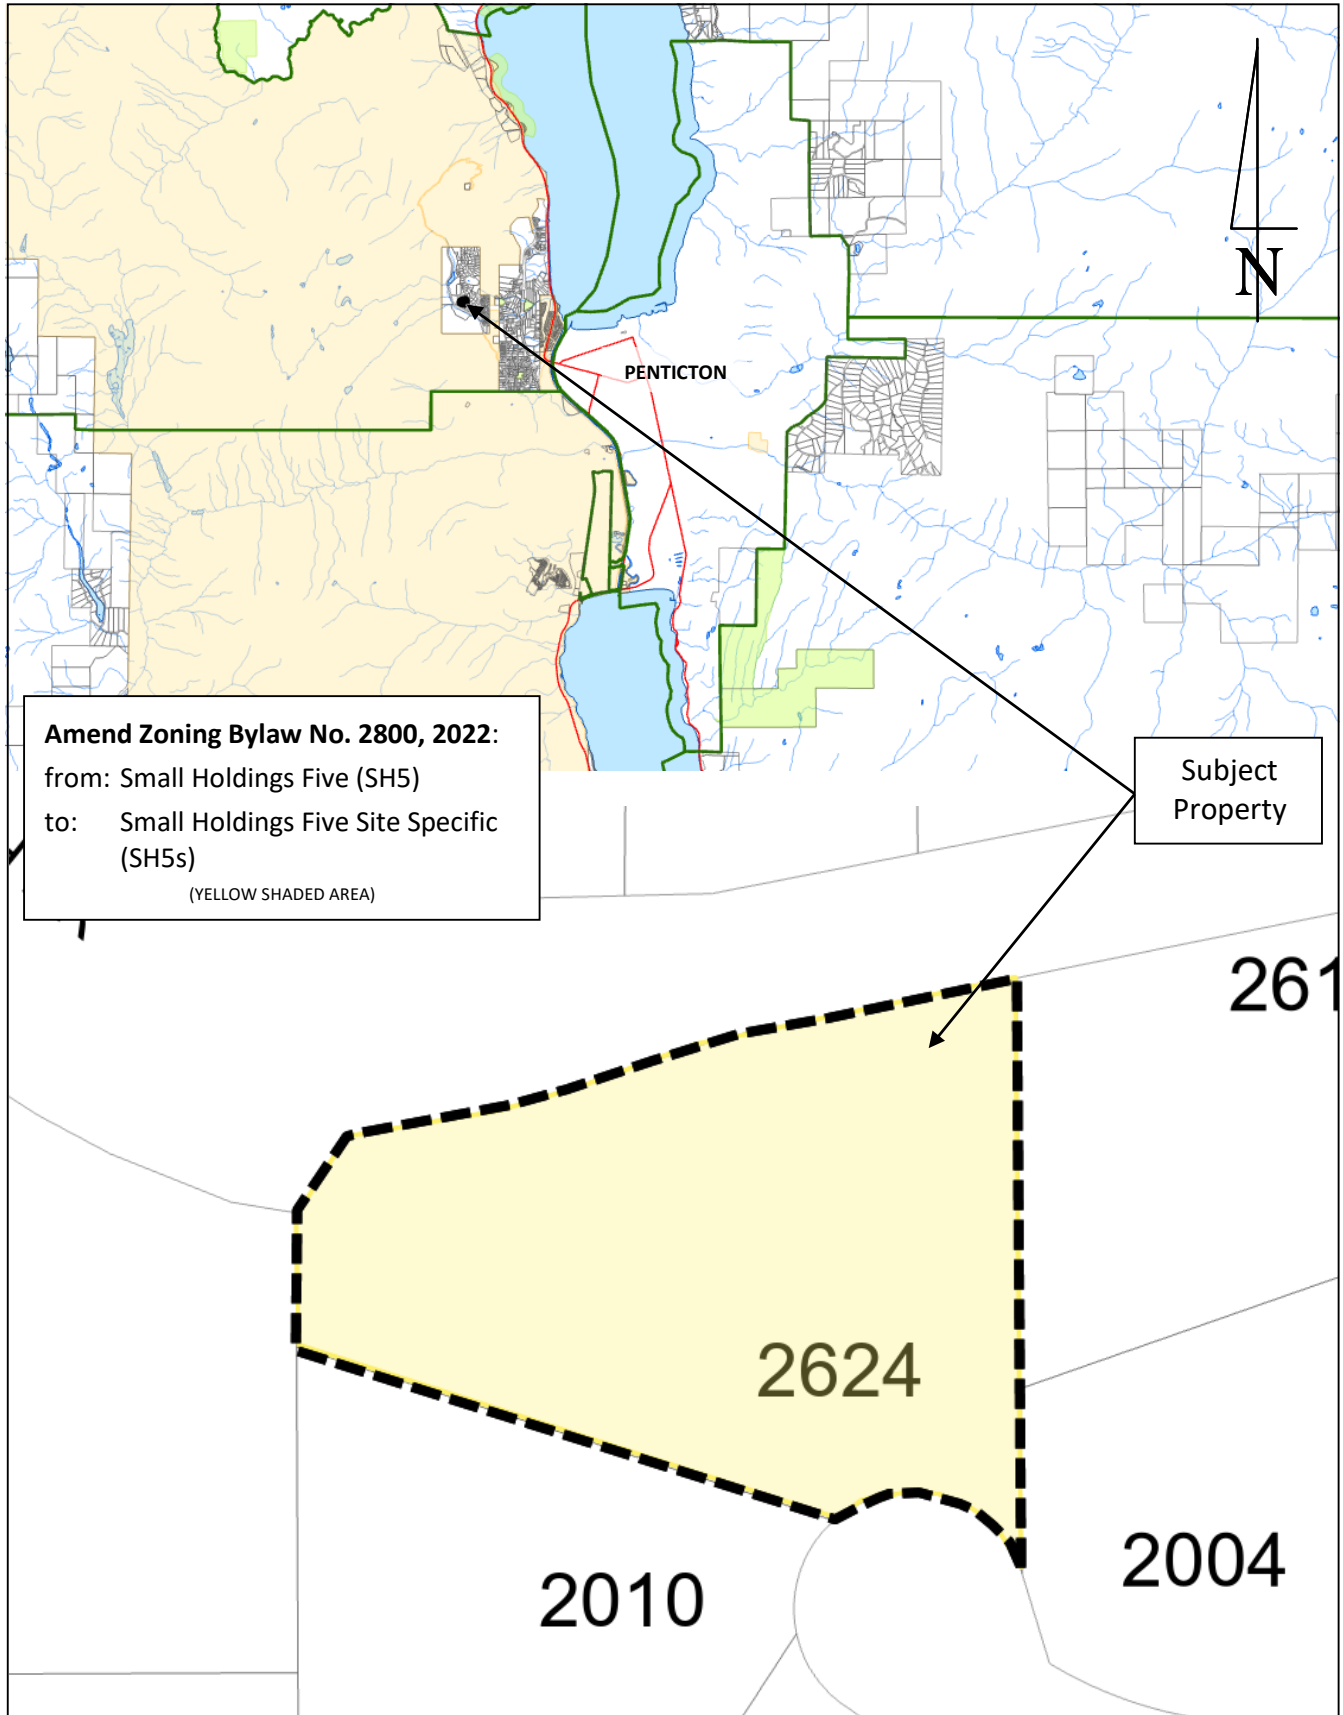 N
PENTICTON
Amend Zoning Bylaw No. 2800, 2022:
from: Small Holdings Five (SH5)
to: Small Holdings Five Site Specific
(SH5s)
(YELLOW SHADED AREA)
Subject
Property
261
2624
2004
2010